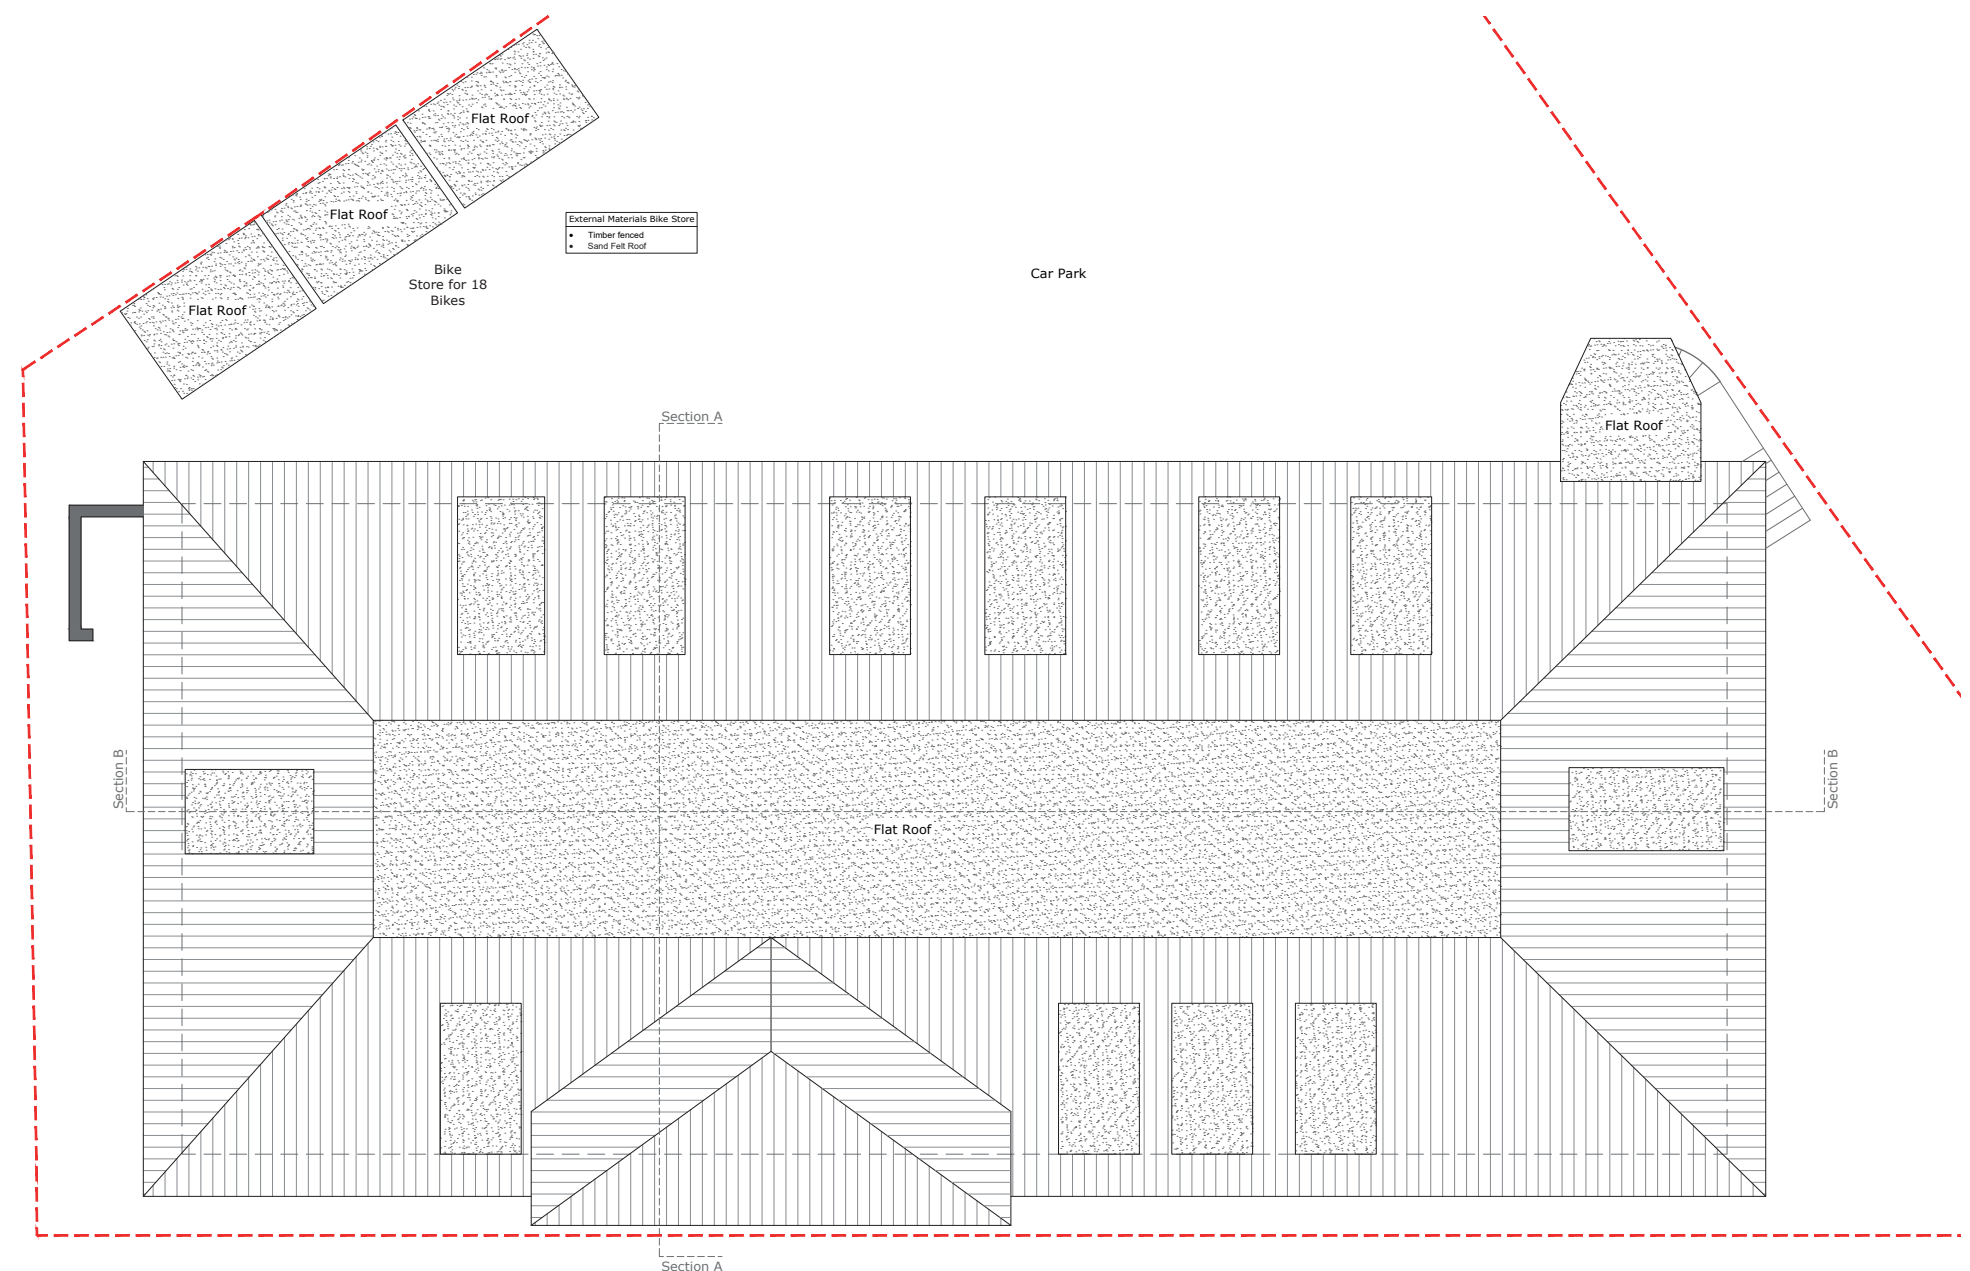 Flat Roof
Flat Roof
Flat Roof
External Materials Bike Store
• Timber fenced
• Sand Felt Roof
Bike
Store for 18
Bikes
Car Park
Section A
Flat Roof
Section B
Flat Roof
Section B
Section A